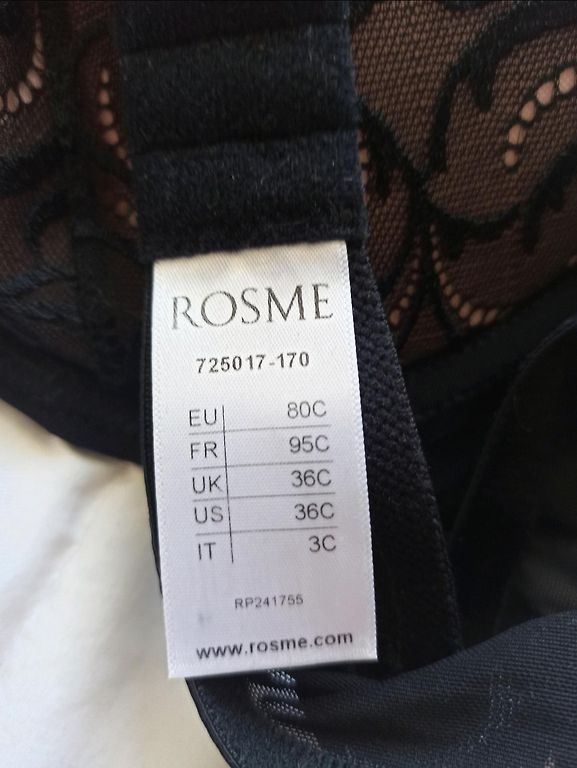 ROSME
725017-170
EU 80C
FR 95C
UK 36C
US 36C
IT 3C
RP241755
www.rosme.com